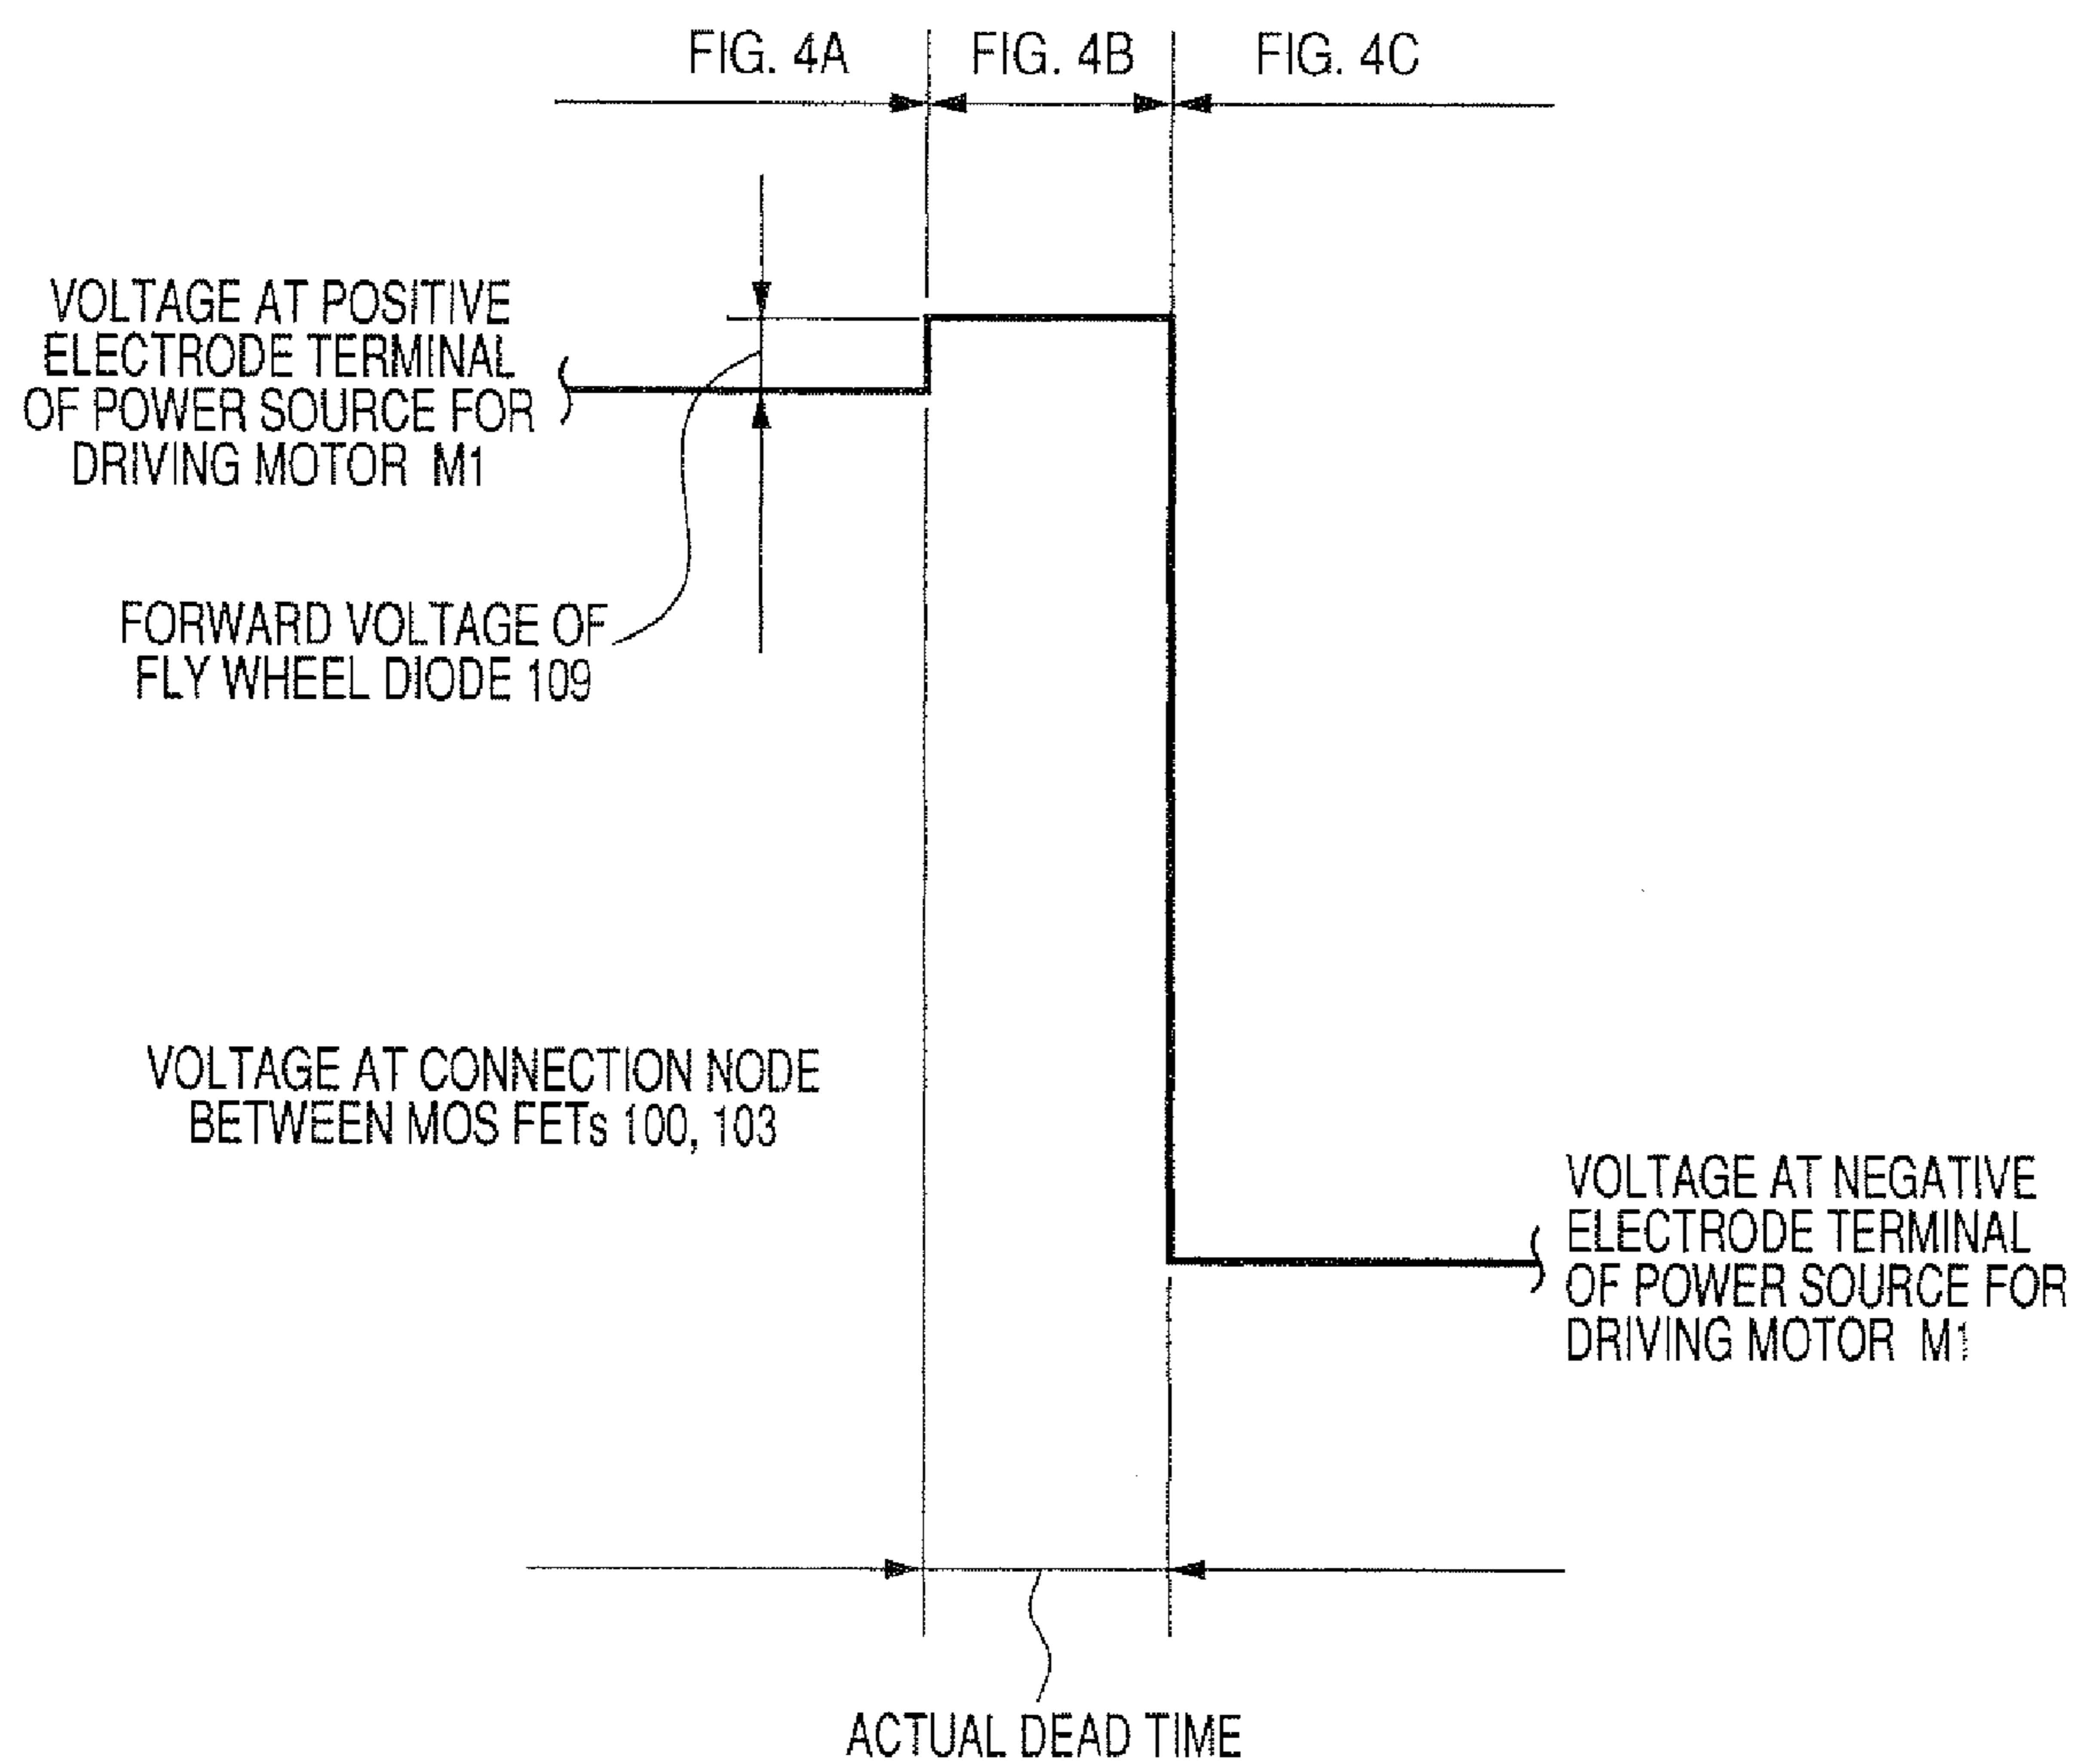 FIG. 4A
FIG. 4B
FIG. 4C
VOLTAGE AT POSITIVE
ELECTRODE TERMINAL
OF POWER SOURCE FOR
DRIVING MOTOR M1
FORWARD VOLTAGE OF
FLY WHEEL DIODE 109
VOLTAGE AT CONNECTION NODE
BETWEEN MOS FETs 100, 103
VOLTAGE AT NEGATIVE
ELECTRODE TERMINAL
OF POWER SOURCE FOR
DRIVING MOTOR M1
ACTUAL DEAD TIME